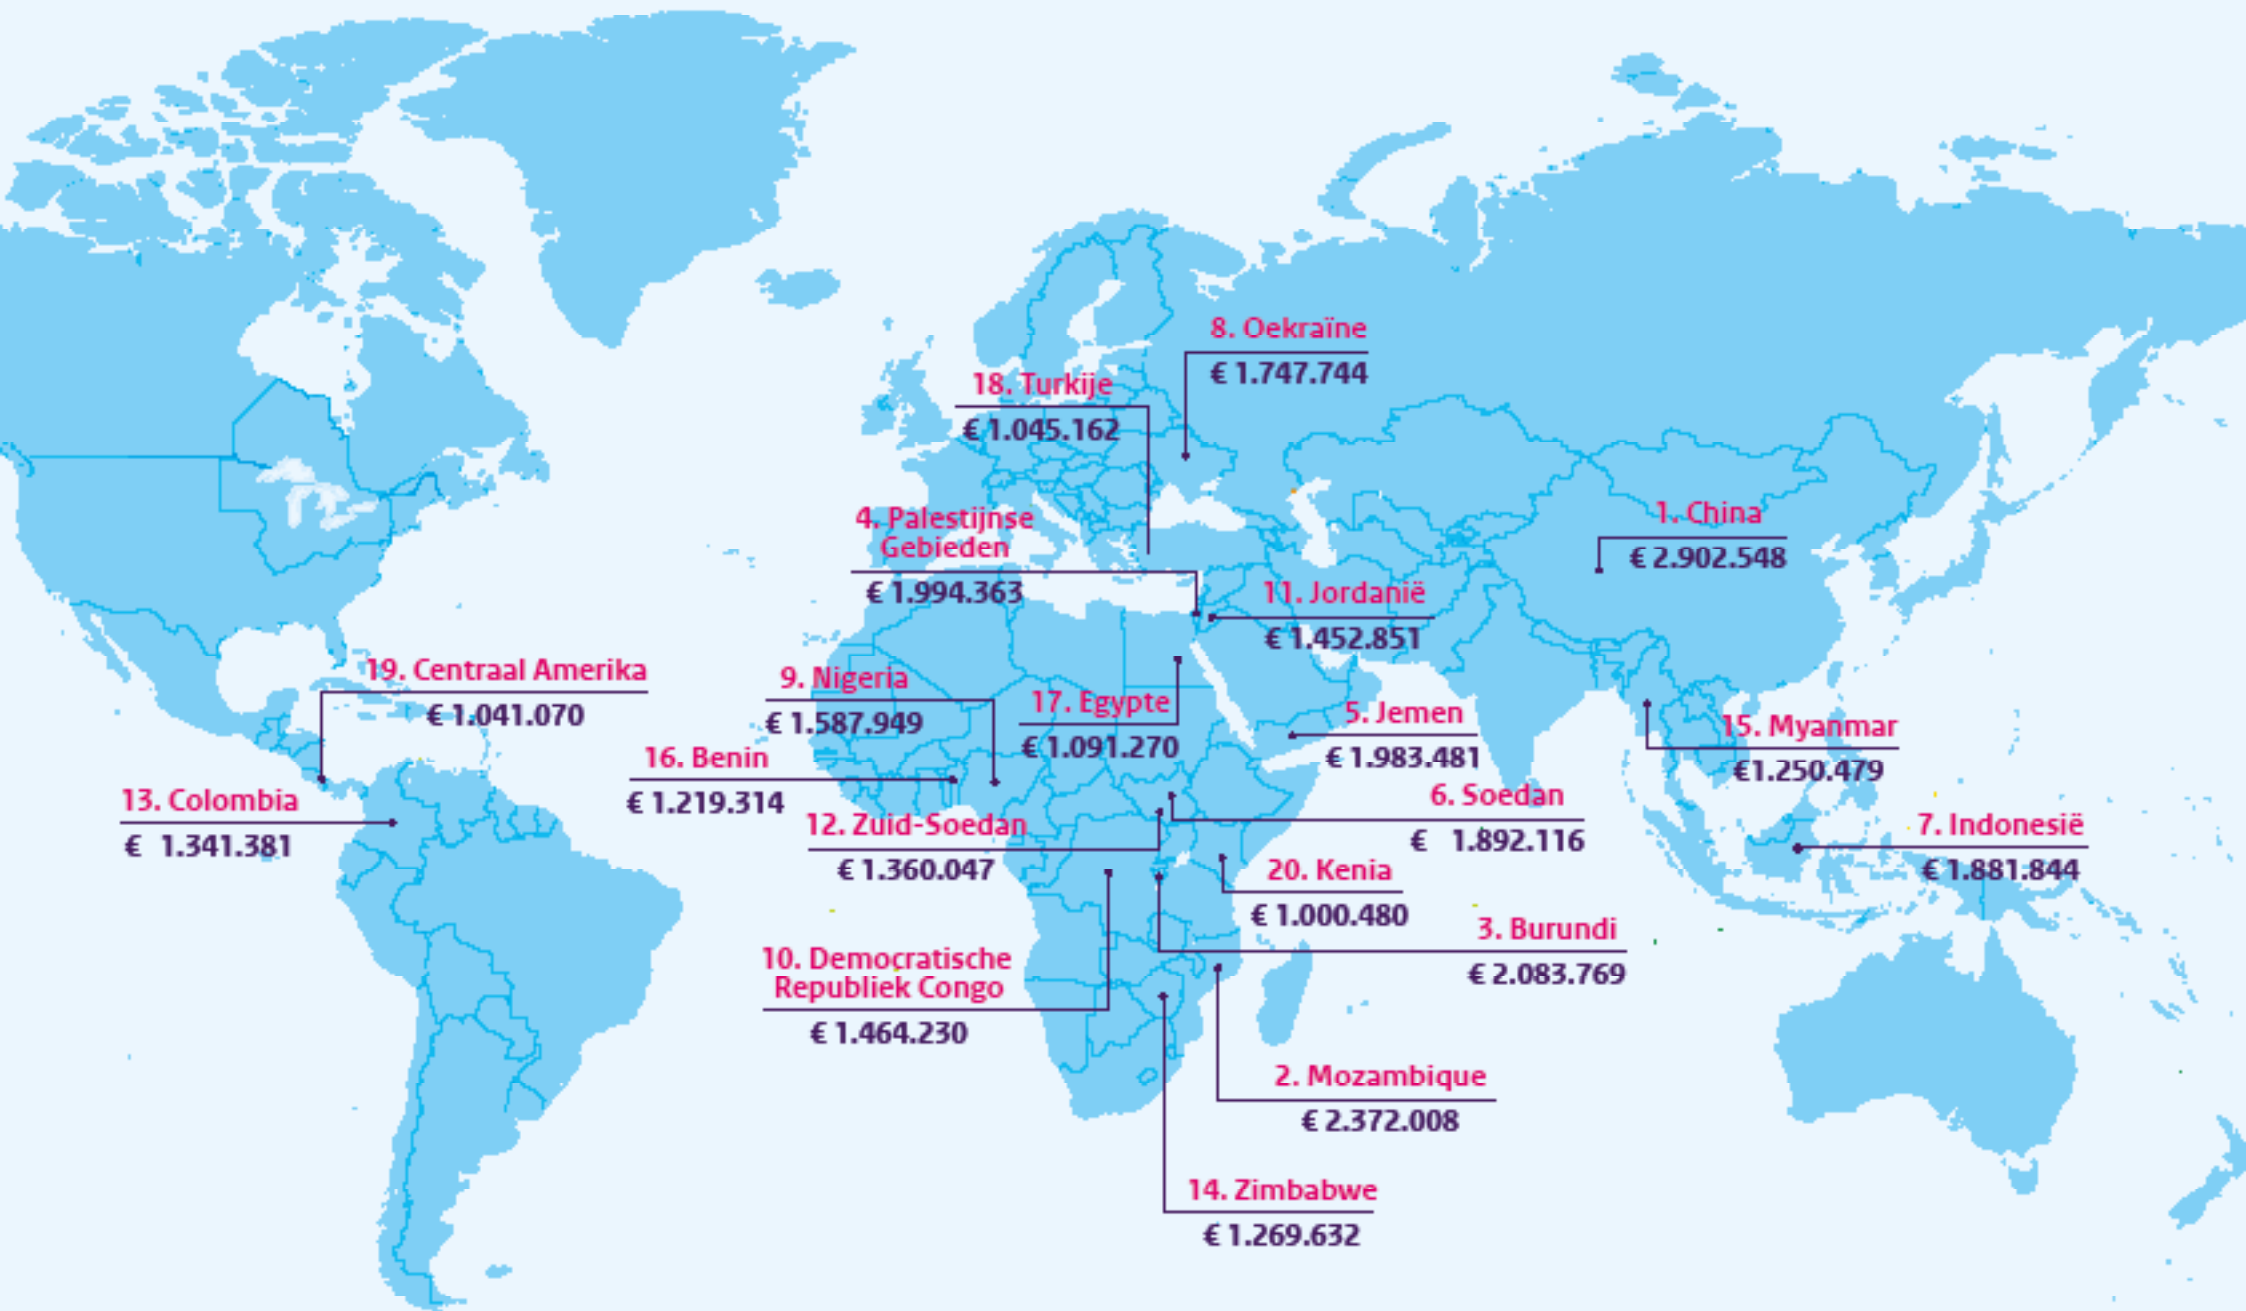 8. Oekraïne
€ 1.747.744
18. Turkije
€ 1.045.162
4. Palestijnse
Gebieden
€ 1.994.363
1. China
€ 2.902.548
11. Jordanië
€ 1.452.851
19. Centraal Amerika
€ 1.041.070
9. Nigeria
€ 1.587.949
17. Egypte
€ 1.091.270
5. Jemen
€ 1.983.481
15. Myanmar
€1.250.479
16. Benin
€ 1.219.314
13. Colombia
€ 1.341.381
12. Zuid-Soedan
€ 1.360.047
6. Soedan
€ 1.892.116
7. Indonesië
€ 1.881.844
20. Kenia
€ 1.000.480
3. Burundi
€ 2.083.769
10. Democratische
Republiek Congo
€ 1.464.230
2. Mozambique
€ 2.372.008
14. Zimbabwe
€ 1.269.632